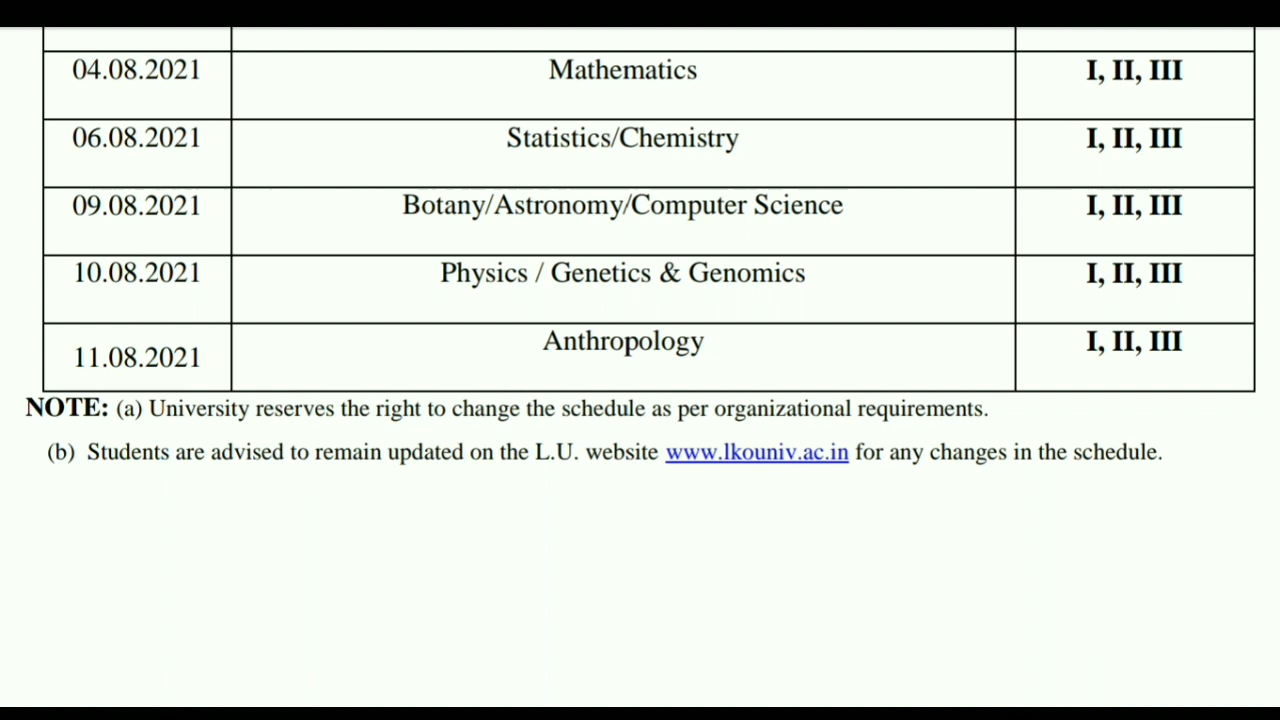 04.08.2021 Mathematics I, II, III
06.08.2021 Statistics/Chemistry I, II, III
09.08.2021 Botany/Astronomy/Computer Science I, II, III
10.08.2021 Physics / Genetics & Genomics I, II, III
11.08.2021 Anthropology I, II, III
NOTE: (a) University reserves the right to change the schedule as per organizational requirements.
(b) Students are advised to remain updated on the L.U. website www.lkouniv.ac.in for any changes in the schedule.